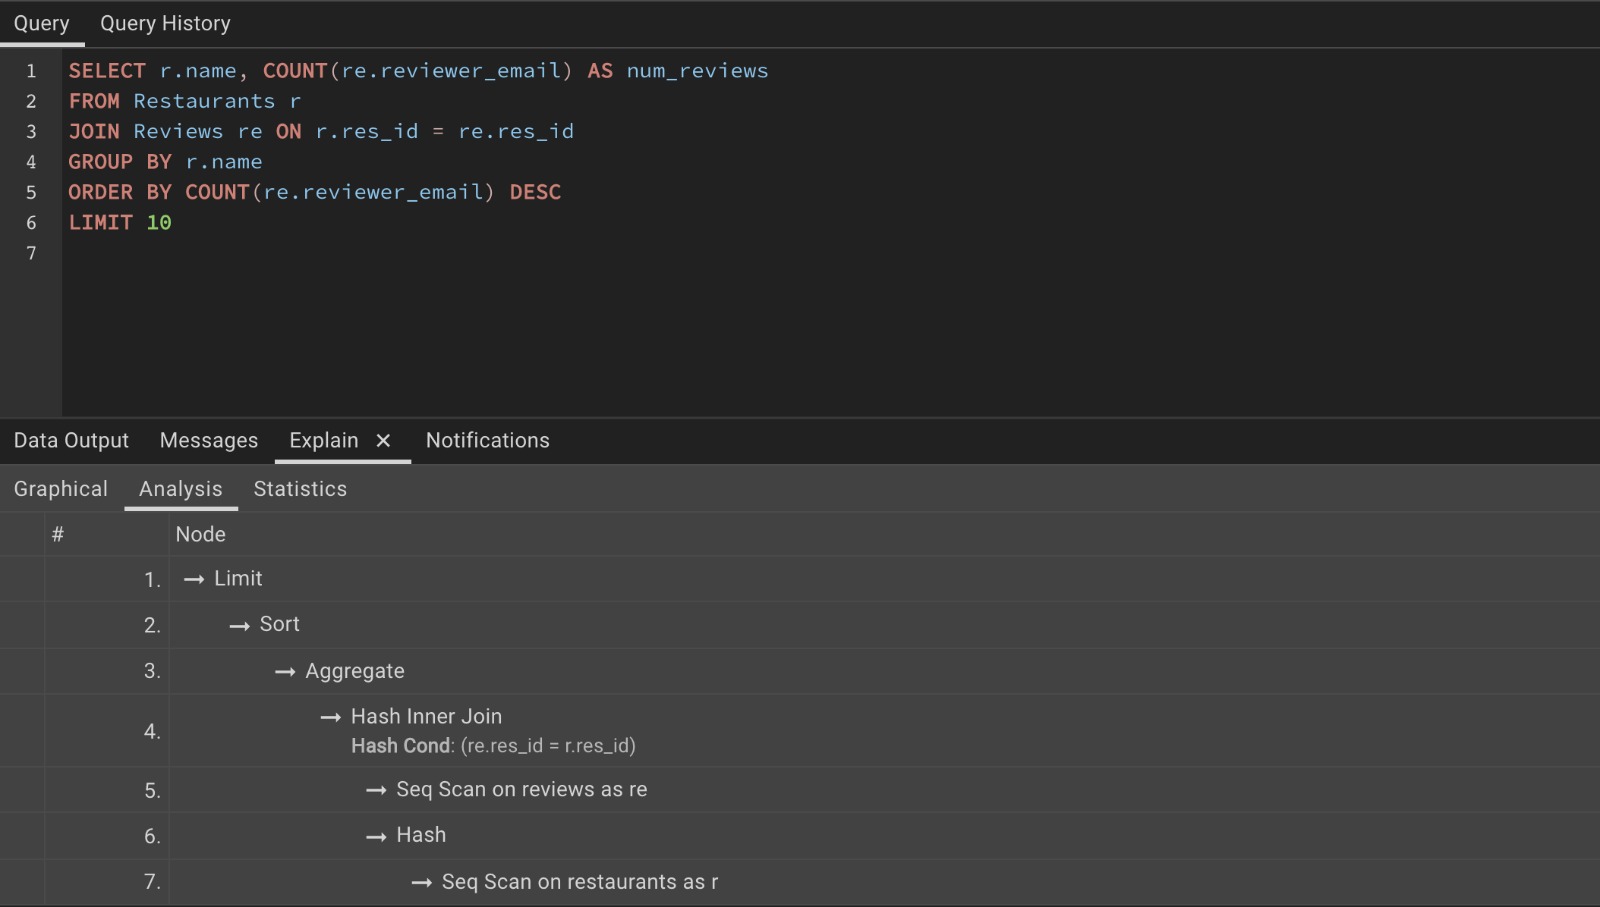 Query Query History
1 SELECT r.name, COUNT(re.reviewer_email) AS num_reviews
2 FROM Restaurants r
3 JOIN Reviews re ON r.res_id = re.res_id
4 GROUP BY r.name
5 ORDER BY COUNT(re.reviewer_email) DESC
6 LIMIT 10
7
Data Output Messages Explain ✕ Notifications
Graphical Analysis Statistics
# Node
1. → Limit
2. → Sort
3. → Aggregate
4. → Hash Inner Join
Hash Cond: (re.res_id = r.res_id)
5. → Seq Scan on reviews as re
6. → Hash
7. → Seq Scan on restaurants as r